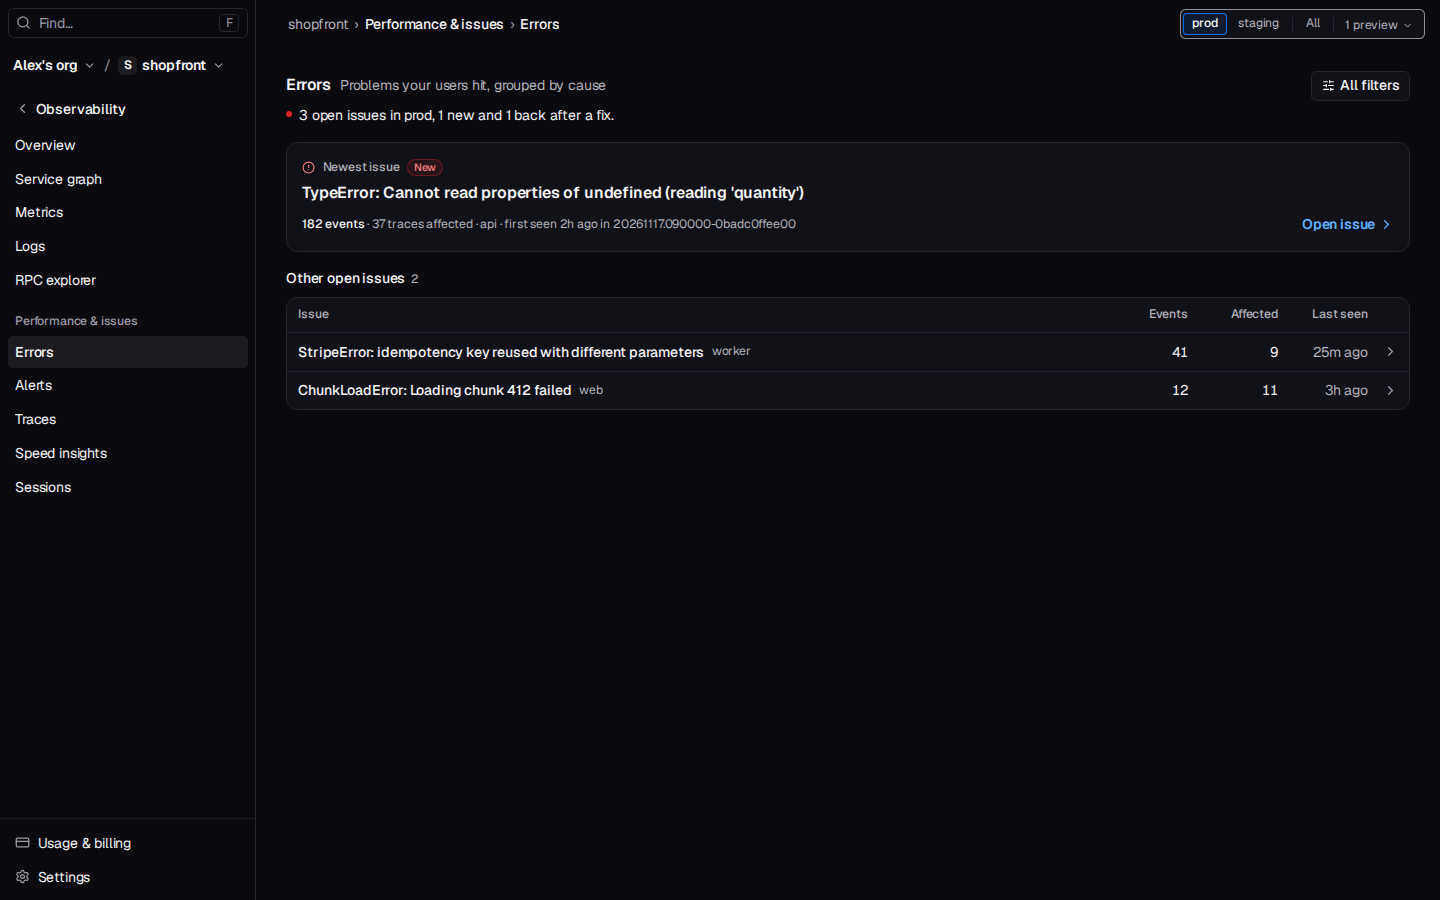 Find... F
Alex's org / S shopfront
Observability
Overview
Service graph
Metrics
Logs
RPC explorer
Performance & issues
Errors
Alerts
Traces
Speed insights
Sessions
Usage & billing
Settings
shopfront › Performance & issues › Errors
prod staging All 1 preview
Errors Problems your users hit, grouped by cause
All filters
3 open issues in prod, 1 new and 1 back after a fix.
Newest issue New
TypeError: Cannot read properties of undefined (reading 'quantity')
182 events · 37 traces affected · api · first seen 2h ago in 20261117.090000-0badc0ffee00
Open issue
Other open issues 2
Issue Events Affected Last seen
StripeError: idempotency key reused with different parameters worker 41 9 25m ago
ChunkLoadError: Loading chunk 412 failed web 12 11 3h ago